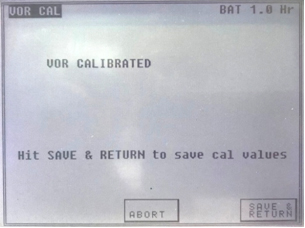 VOR CAL
BAT 1.0 Hr
VOR CALIBRATED
Hit SAVE & RETURN to save cal values
ABORT
SAVE &
RETURN